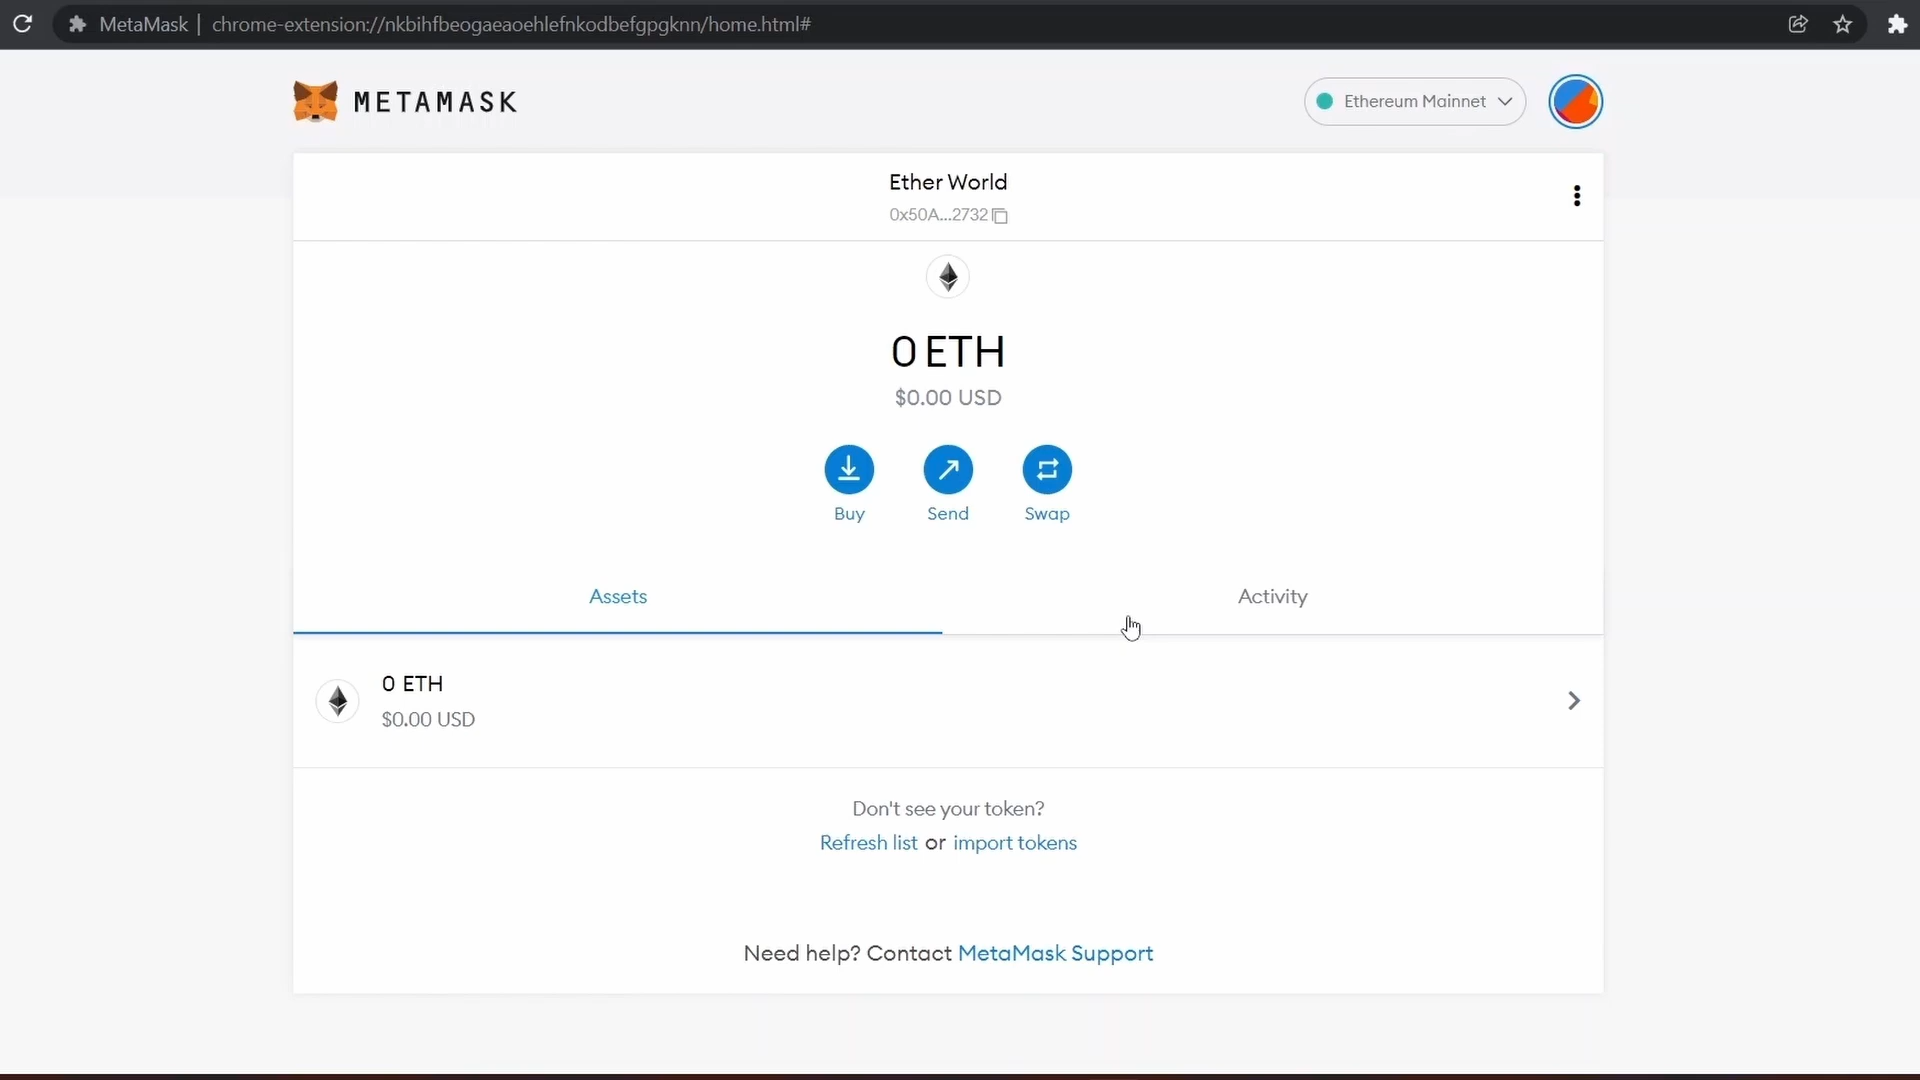 MetaMask | chrome-extension://nkbihfbeogaeaoehlefnkodbefgpgknn/home.html#
METAMASK
Ethereum Mainnet
Ether World
0x50A...2732
0 ETH
$0.00 USD
Buy Send Swap
Assets Activity
0 ETH
$0.00 USD
Don't see your token?
Refresh list or import tokens
Need help? Contact MetaMask Support